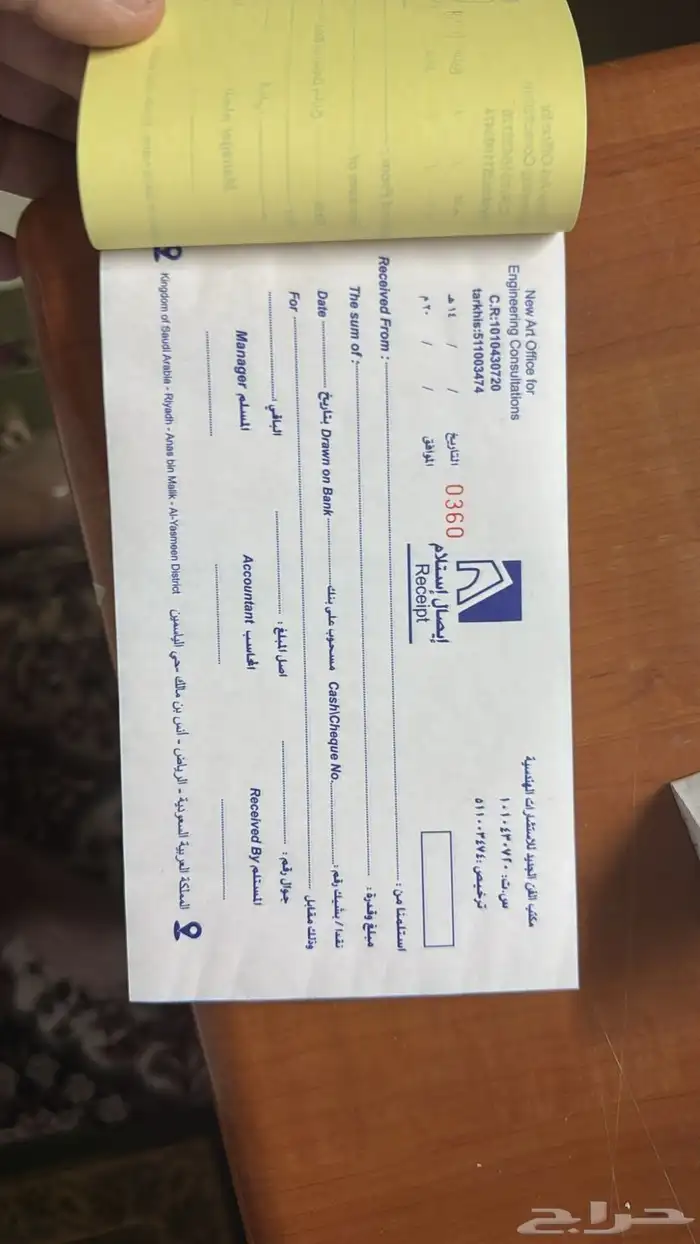 New Art Office for
Engineering Consultations
C.R:1010430720
tarkhis:511003474
مكتب الفن الجديد للاستشارات الهندسية
س.ت: ١٠١٠٤٣٠٧٢٠
ترخيص: ٥١١٠٠٣٤٧٤
التاريخ / / ١٤ هـ
الموافق / / ٢٠ م
0360
إيصال إستلام
Receipt
Received From : استلمنا من :
The sum of : مبلغ وقدرة :
Date بتاريخ Drawn on Bank مسحوب على بنك Cash\Cheque No. نقدا / بشيك رقم :
For وذلك مقابل
الباقي : اصل المبلغ : جوال رقم :
Manager المسلم Accountant المحاسب Received By المستلم
Kingdom of Saudi Arabia - Riyadh - Anas bin Malik - Al-Yasmeen District المملكة العربية السعودية - الرياض - أنس بن مالك - حي الياسمين
حراج